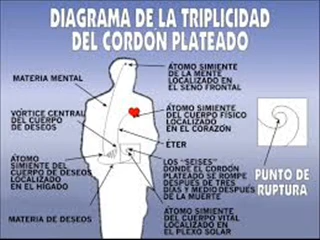 DIAGRAMA DE LA TRIPLICIDAD
DEL CORDON PLATEADO
MATERIA MENTAL
VÓRTICE CENTRAL
DEL CUERPO
DE DESEOS
ÁTOMO
SIMIENTE DEL
CUERPO DE DESEOS
LOCALIZADO
EN EL HÍGADO
MATERIA DE DESEOS
ÁTOMO SIMIENTE
DE LA MENTE
LOCALIZADO EN
EL SENO FRONTAL
ÁTOMO SIMIENTE
DEL CUERPO FÍSICO
LOCALIZADO
EN EL CORAZÓN
ÉTER
LOS "SEISES"
DONDE EL CORDÓN
PLATEADO SE ROMPE
DESPUÉS DE TRES
DÍAS Y MEDIO DESPUÉS
DE LA MUERTE
ÁTOMO SIMIENTE
DEL CUERPO VITAL
LOCALIZADO EN EL
PLEXO SOLAR
PUNTO DE
RUPTURA